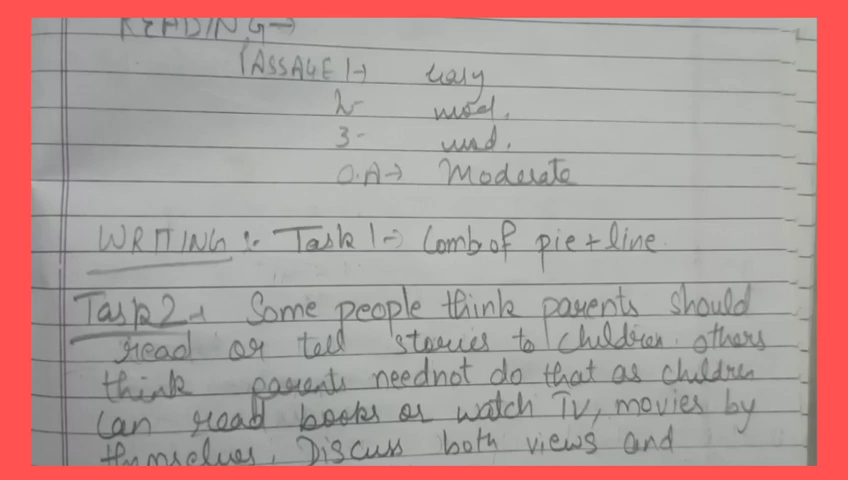 READING→
PASSAGE 1→ easy
2- mod.
3- mod.
O.A→ Moderate
WRITING :- Task 1→ Comb of pie + line
Task 2→ Some people think parents should
read or tell stories to children. others
think parents neednot do that as children
can read books or watch TV, movies by
themselves. Discuss both views and